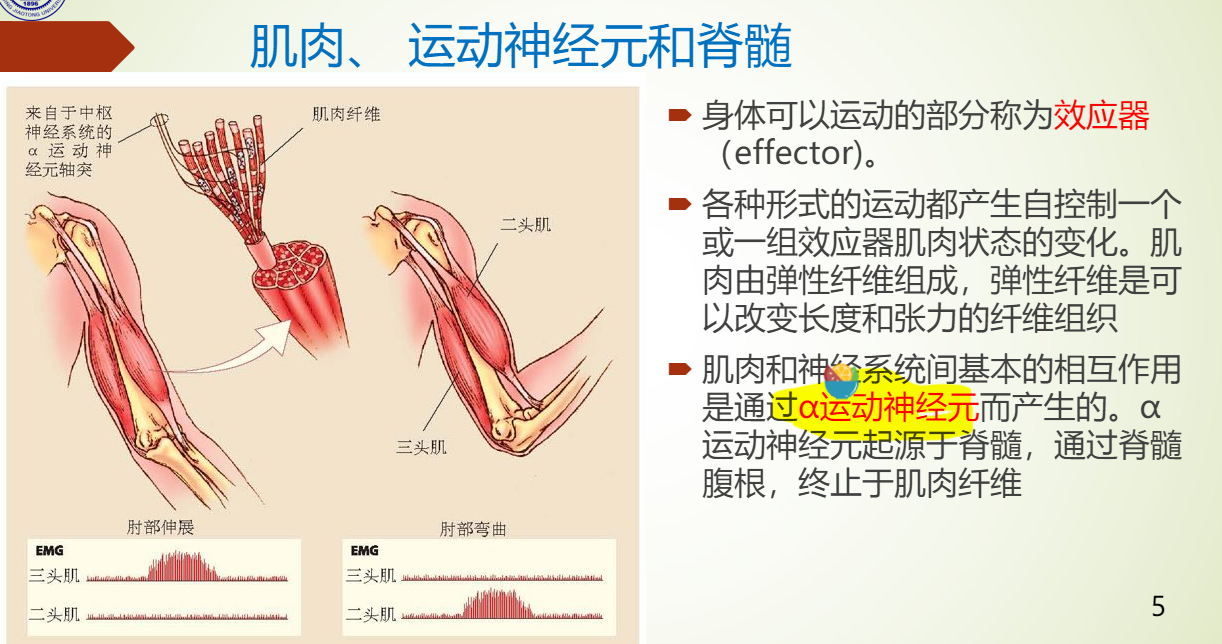 1896
JIAOTONG UNIVER
肌肉、 运动神经元和脊髓
来自于中枢
神经系统的
α 运 动 神
经元轴突
肌肉纤维
二头肌
三头肌
肘部伸展
肘部弯曲
EMG
三头肌
二头肌
EMG
三头肌
二头肌
身体可以运动的部分称为效应器
（effector)。
各种形式的运动都产生自控制一个
或一组效应器肌肉状态的变化。肌
肉由弹性纤维组成，弹性纤维是可
以改变长度和张力的纤维组织
肌肉和神经系统间基本的相互作用
是通过α运动神经元而产生的。α
运动神经元起源于脊髓，通过脊髓
腹根，终止于肌肉纤维
5